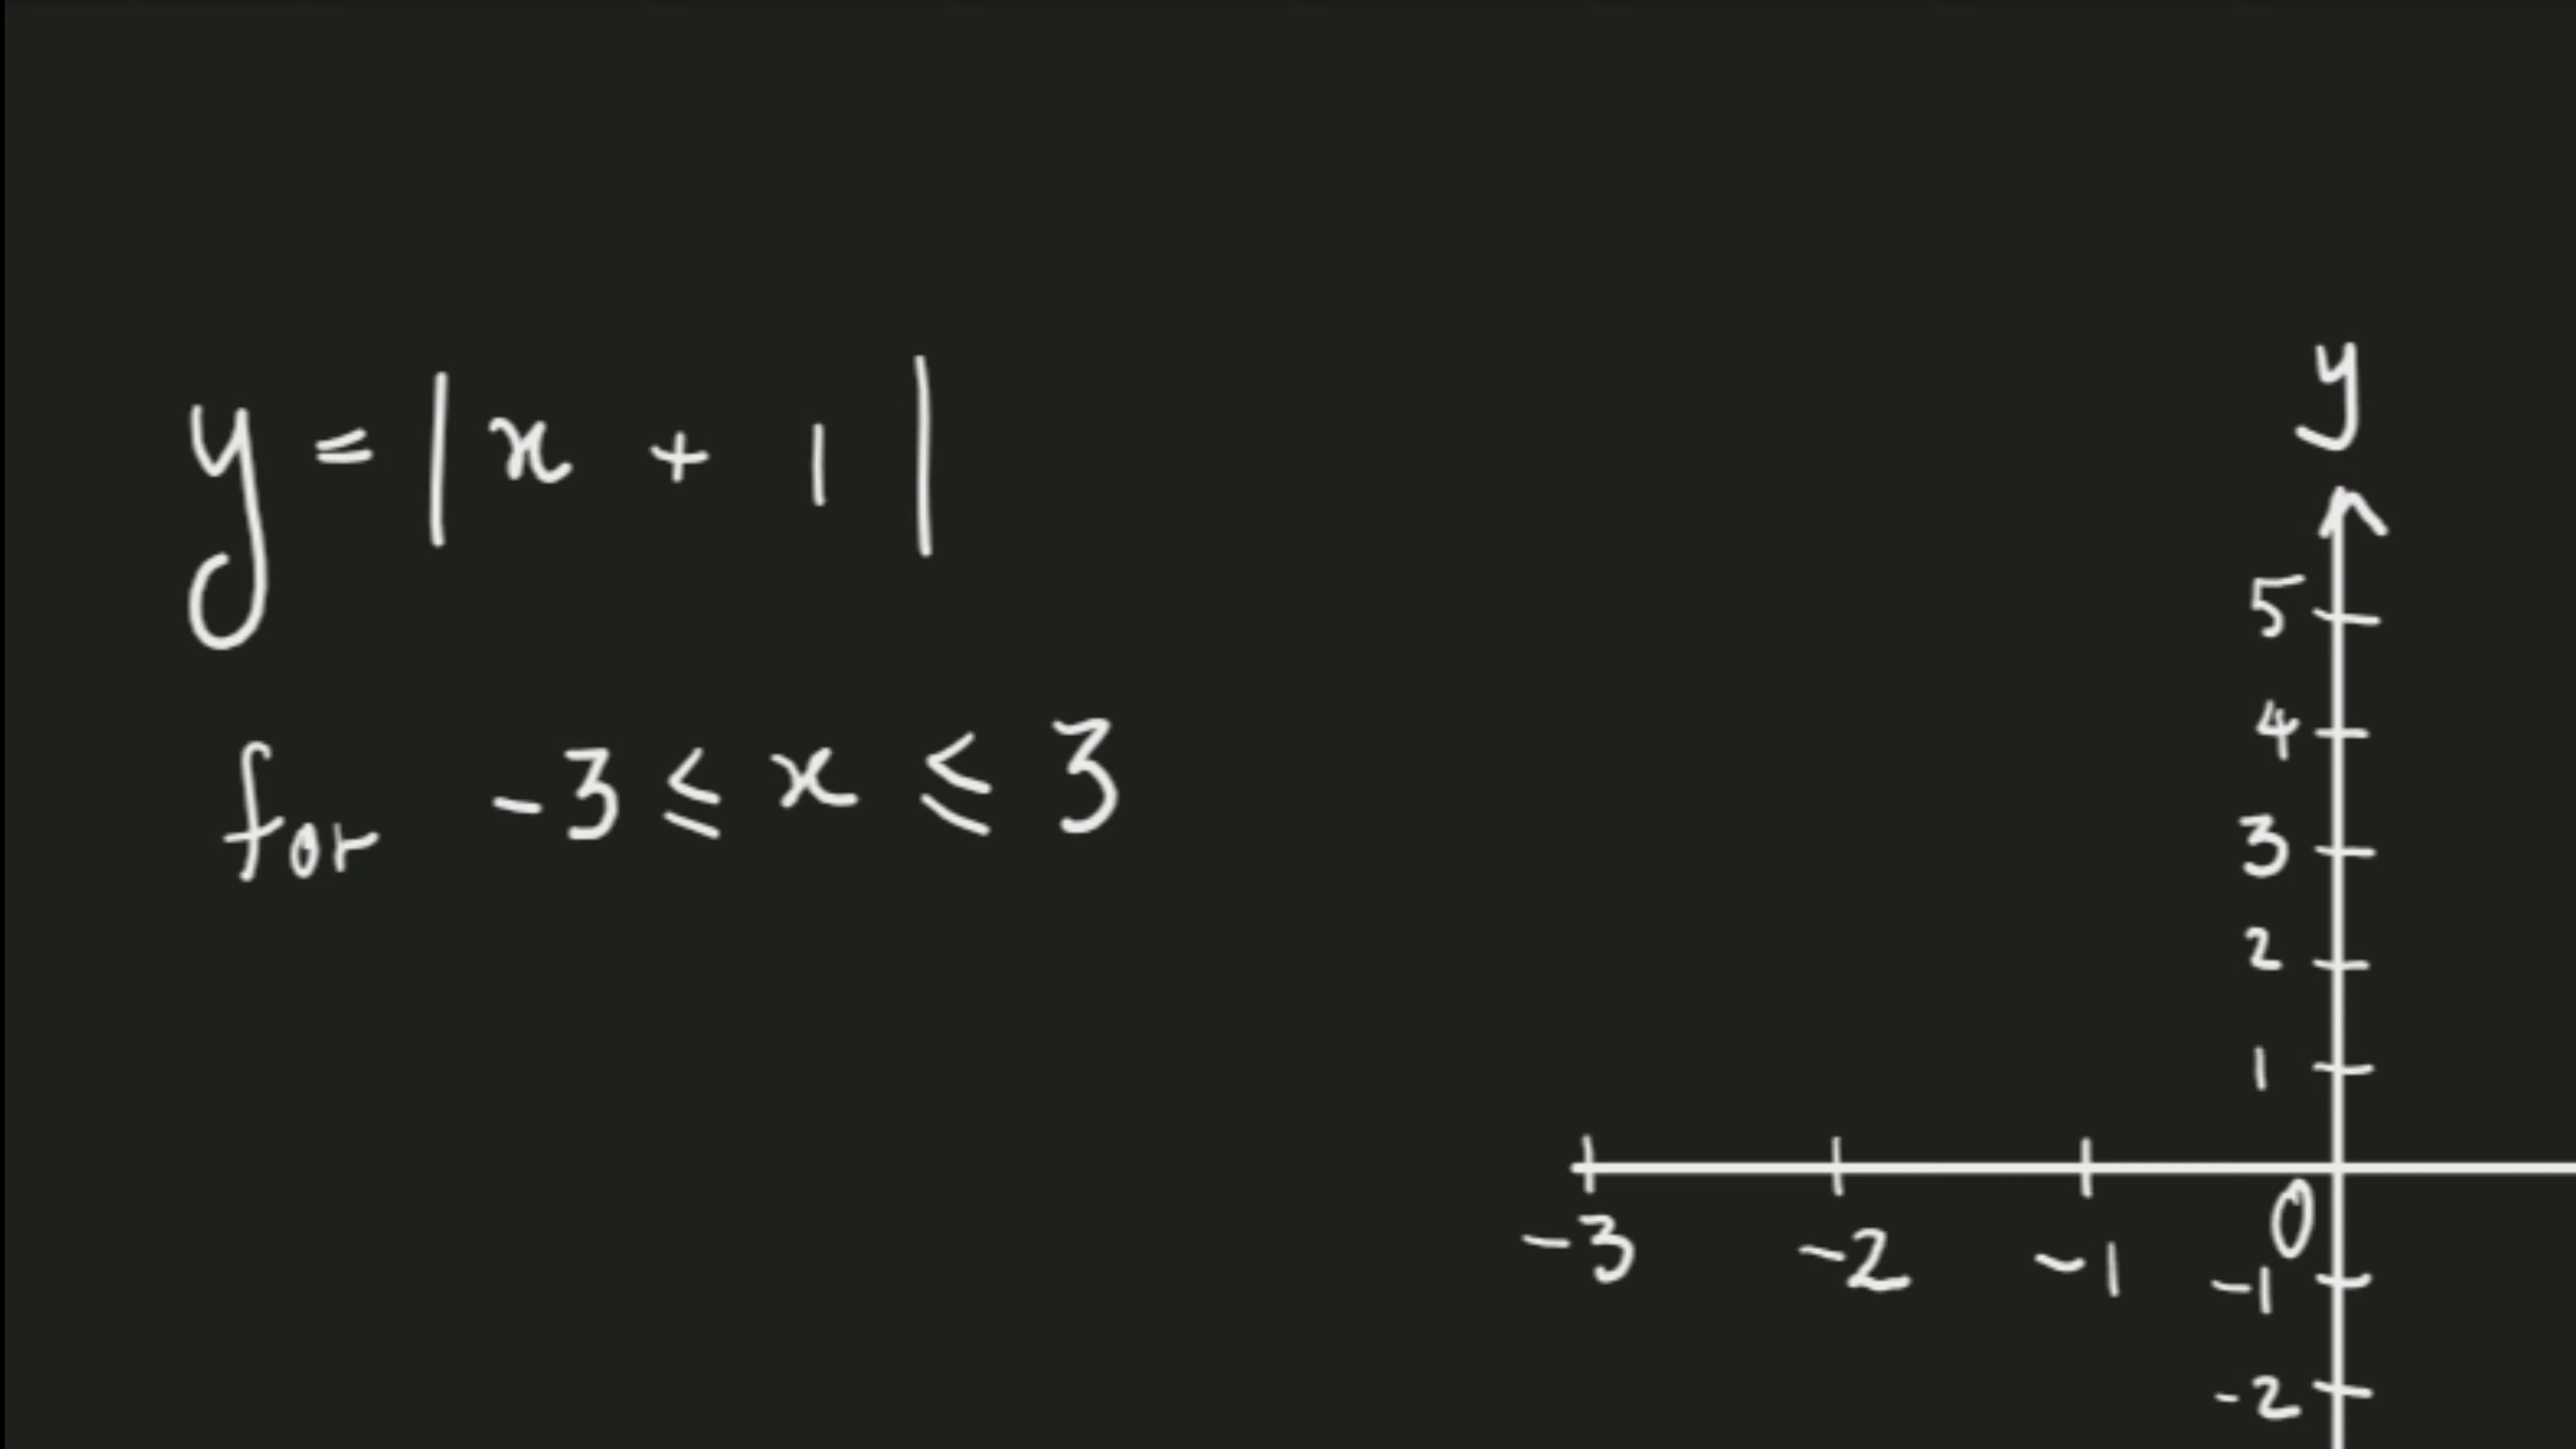 y = |x + 1|
for -3 ≤ x ≤ 3
y
5
4
3
2
1
-3 -2 -1 0
-1
-2